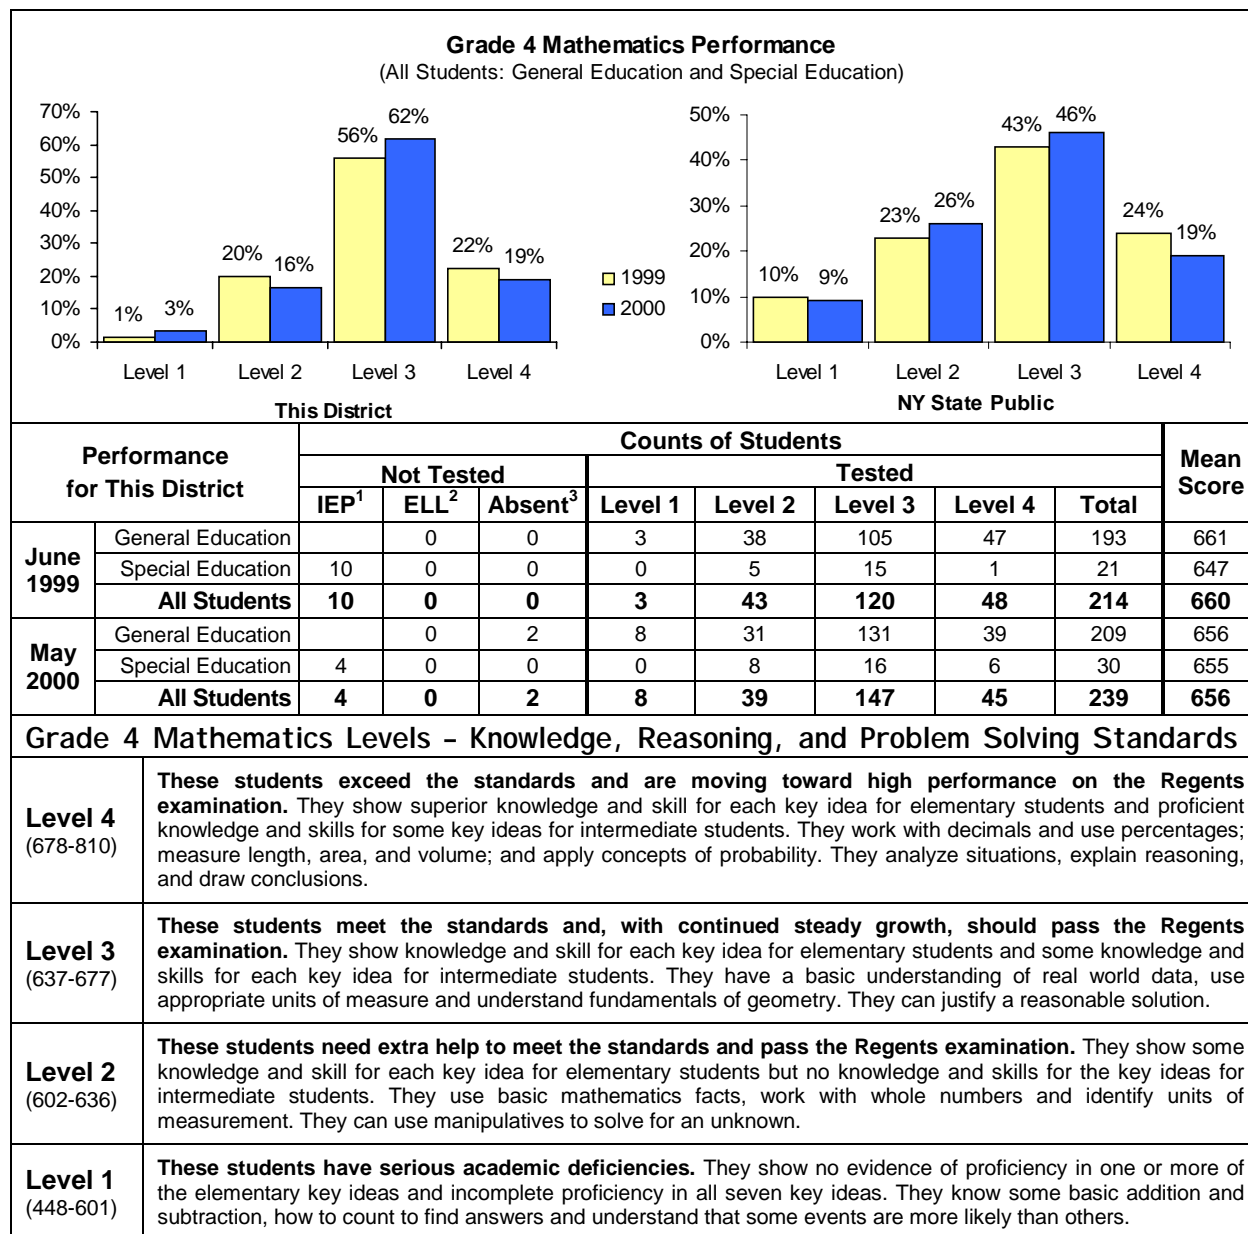 Grade 4 Mathematics Performance
(All Students: General Education and Special Education)
70%
60%
50%
40%
30%
20%
10%
0%
1%
3%
20%
16%
56%
62%
22%
19%
Level 1
Level 2
Level 3
Level 4
This District
1999
2000
50%
40%
30%
20%
10%
0%
10%
9%
23%
26%
43%
46%
24%
19%
Level 1
Level 2
Level 3
Level 4
NY State Public
Performance for This District
Counts of Students
Mean Score
Not Tested
Tested
IEP1 ELL2 Absent3 Level 1 Level 2 Level 3 Level 4 Total
June 1999
General Education 0 0 3 38 105 47 193 661
Special Education 10 0 0 0 5 15 1 21 647
All Students 10 0 0 3 43 120 48 214 660
May 2000
General Education 0 2 8 31 131 39 209 656
Special Education 4 0 0 0 8 16 6 30 655
All Students 4 0 2 8 39 147 45 239 656
Grade 4 Mathematics Levels – Knowledge, Reasoning, and Problem Solving Standards
Level 4
(678-810)
These students exceed the standards and are moving toward high performance on the Regents
examination. They show superior knowledge and skill for each key idea for elementary students and proficient
knowledge and skills for some key ideas for intermediate students. They work with decimals and use percentages;
measure length, area, and volume; and apply concepts of probability. They analyze situations, explain reasoning,
and draw conclusions.
Level 3
(637-677)
These students meet the standards and, with continued steady growth, should pass the Regents
examination. They show knowledge and skill for each key idea for elementary students and some knowledge and
skills for each key idea for intermediate students. They have a basic understanding of real world data, use
appropriate units of measure and understand fundamentals of geometry. They can justify a reasonable solution.
Level 2
(602-636)
These students need extra help to meet the standards and pass the Regents examination. They show some
knowledge and skill for each key idea for elementary students but no knowledge and skills for the key ideas for
intermediate students. They use basic mathematics facts, work with whole numbers and identify units of
measurement. They can use manipulatives to solve for an unknown.
Level 1
(448-601)
These students have serious academic deficiencies. They show no evidence of proficiency in one or more of
the elementary key ideas and incomplete proficiency in all seven key ideas. They know some basic addition and
subtraction, how to count to find answers and understand that some events are more likely than others.